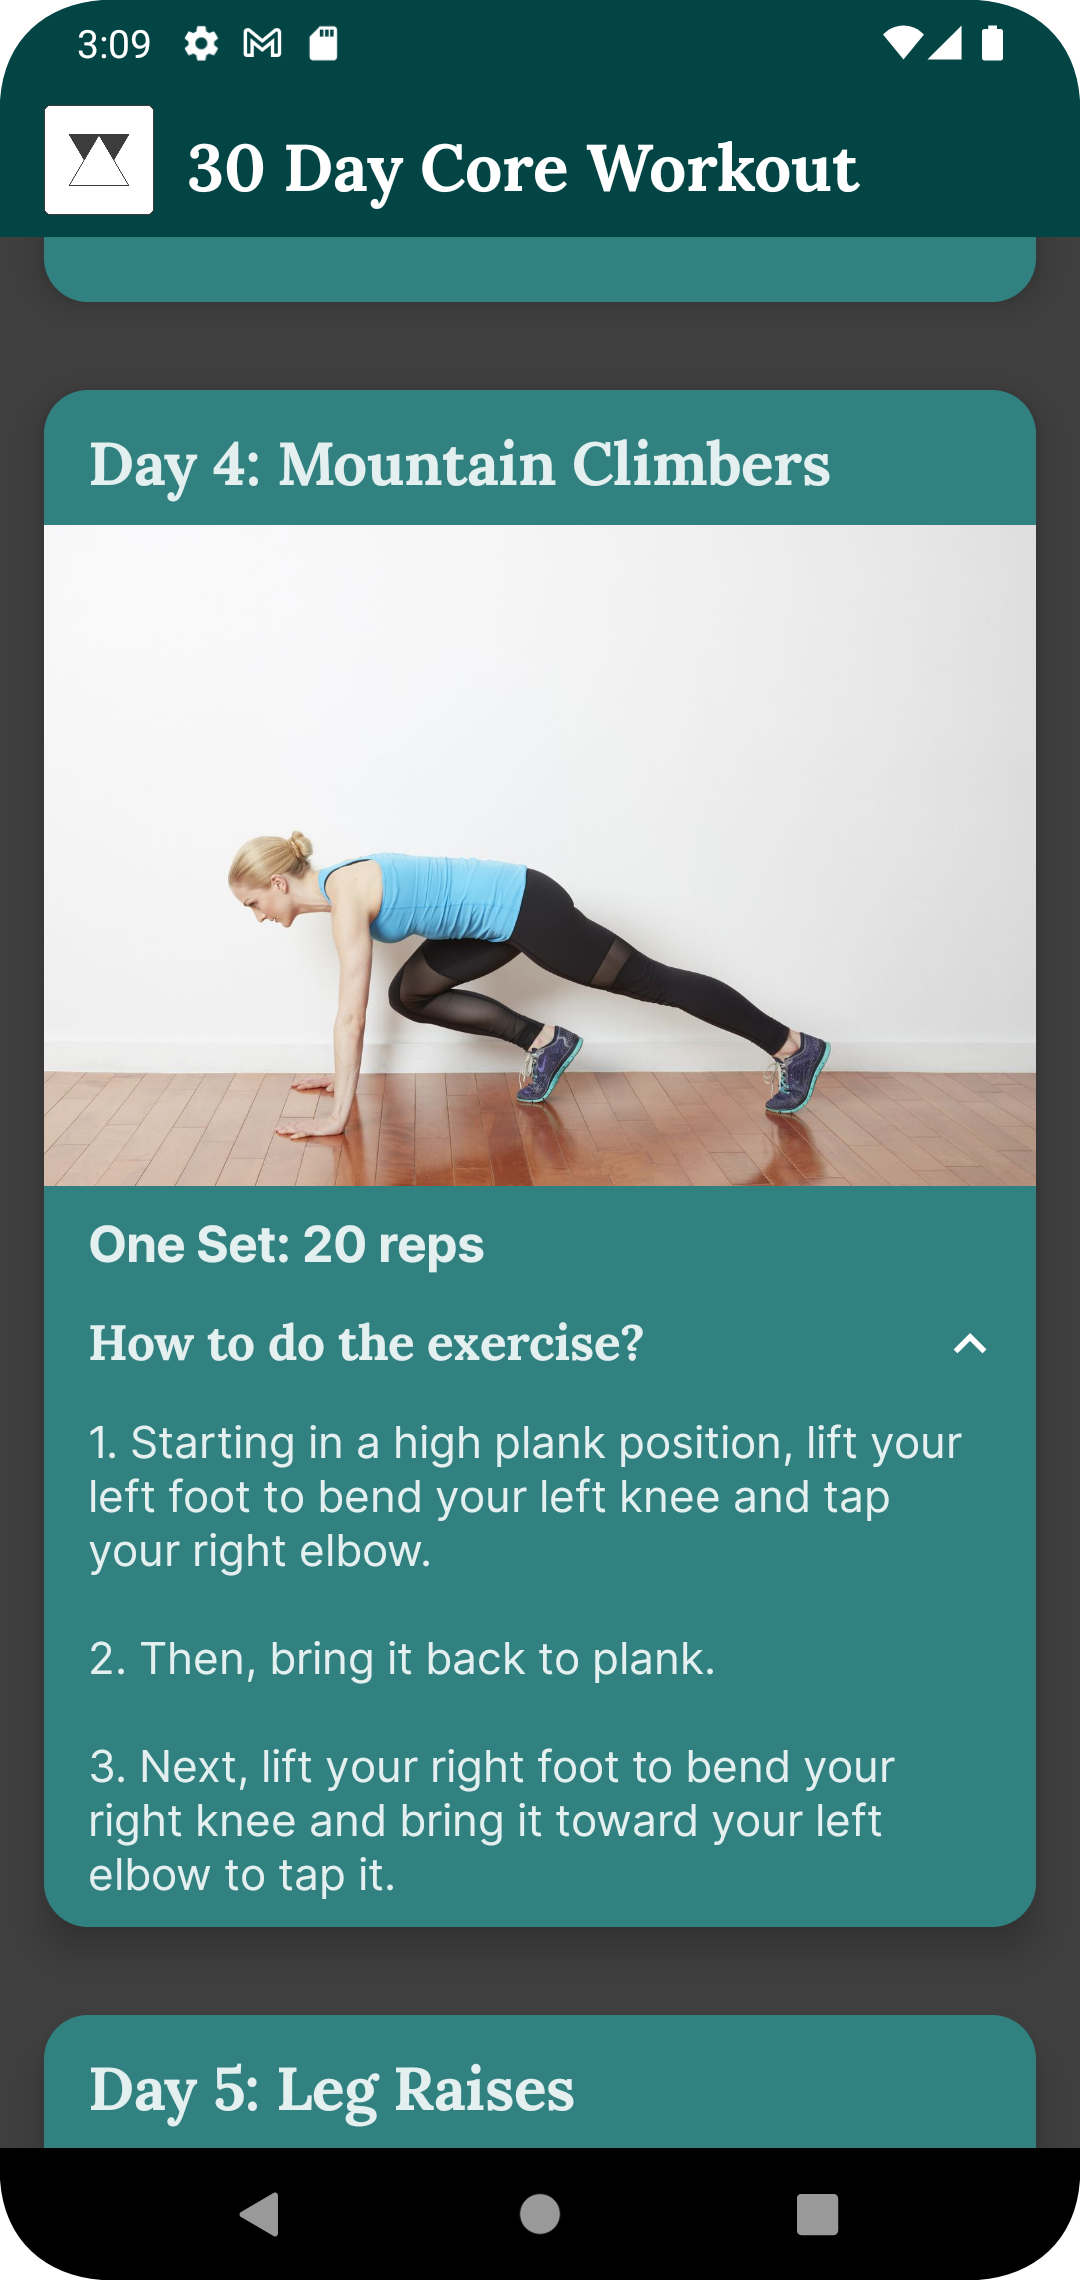 3:09
30 Day Core Workout
Day 4: Mountain Climbers
One Set: 20 reps
How to do the exercise?
1. Starting in a high plank position, lift your
left foot to bend your left knee and tap
your right elbow.
2. Then, bring it back to plank.
3. Next, lift your right foot to bend your
right knee and bring it toward your left
elbow to tap it.
Day 5: Leg Raises